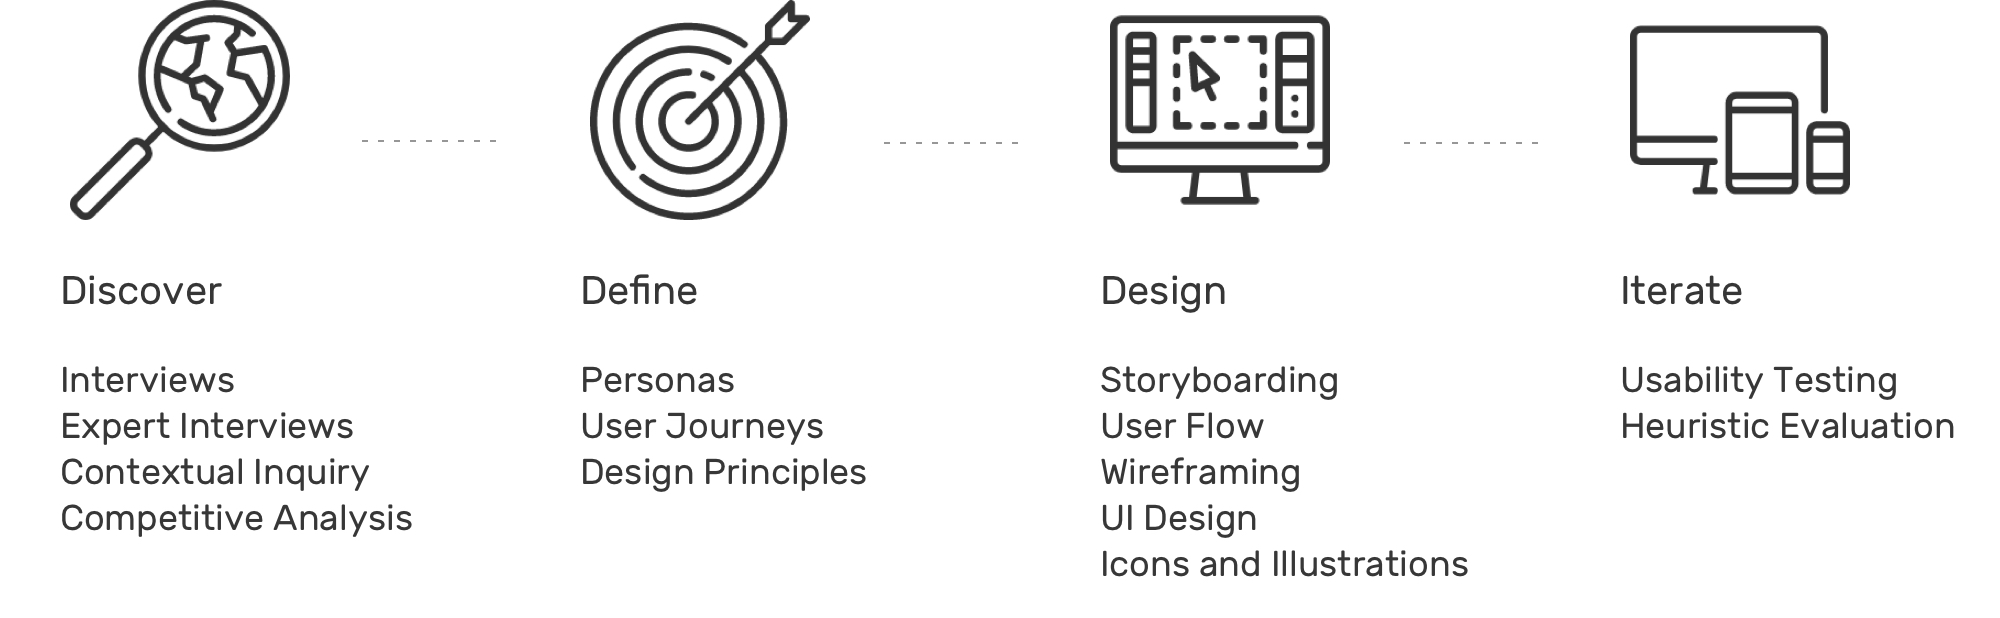 Discover
Interviews
Expert Interviews
Contextual Inquiry
Competitive Analysis
Define
Personas
User Journeys
Design Principles
Design
Storyboarding
User Flow
Wireframing
UI Design
Icons and Illustrations
Iterate
Usability Testing
Heuristic Evaluation